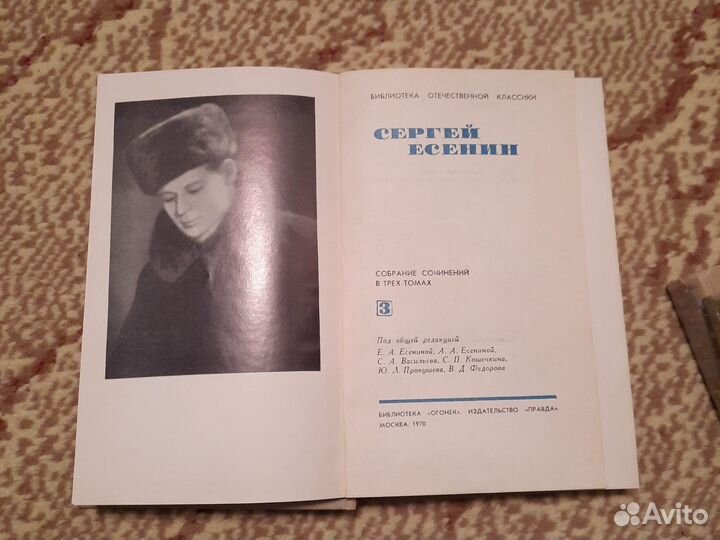 БИБЛИОТЕКА ОТЕЧЕСТВЕННОЙ КЛАССИКИ
СЕРГЕЙ
ЕСЕНИН
СОБРАНИЕ СОЧИНЕНИЙ
В ТРЕХ ТОМАХ
3
Под общей редакцией
Е. А. Есениной, А. А. Есениной,
С. А. Васильева, С. П. Кошечкина,
Ю. Л. Прокушева, В. Д. Федорова
БИБЛИОТЕКА «ОГОНЕК». ИЗДАТЕЛЬСТВО «ПРАВДА»
МОСКВА. 1970
Avito